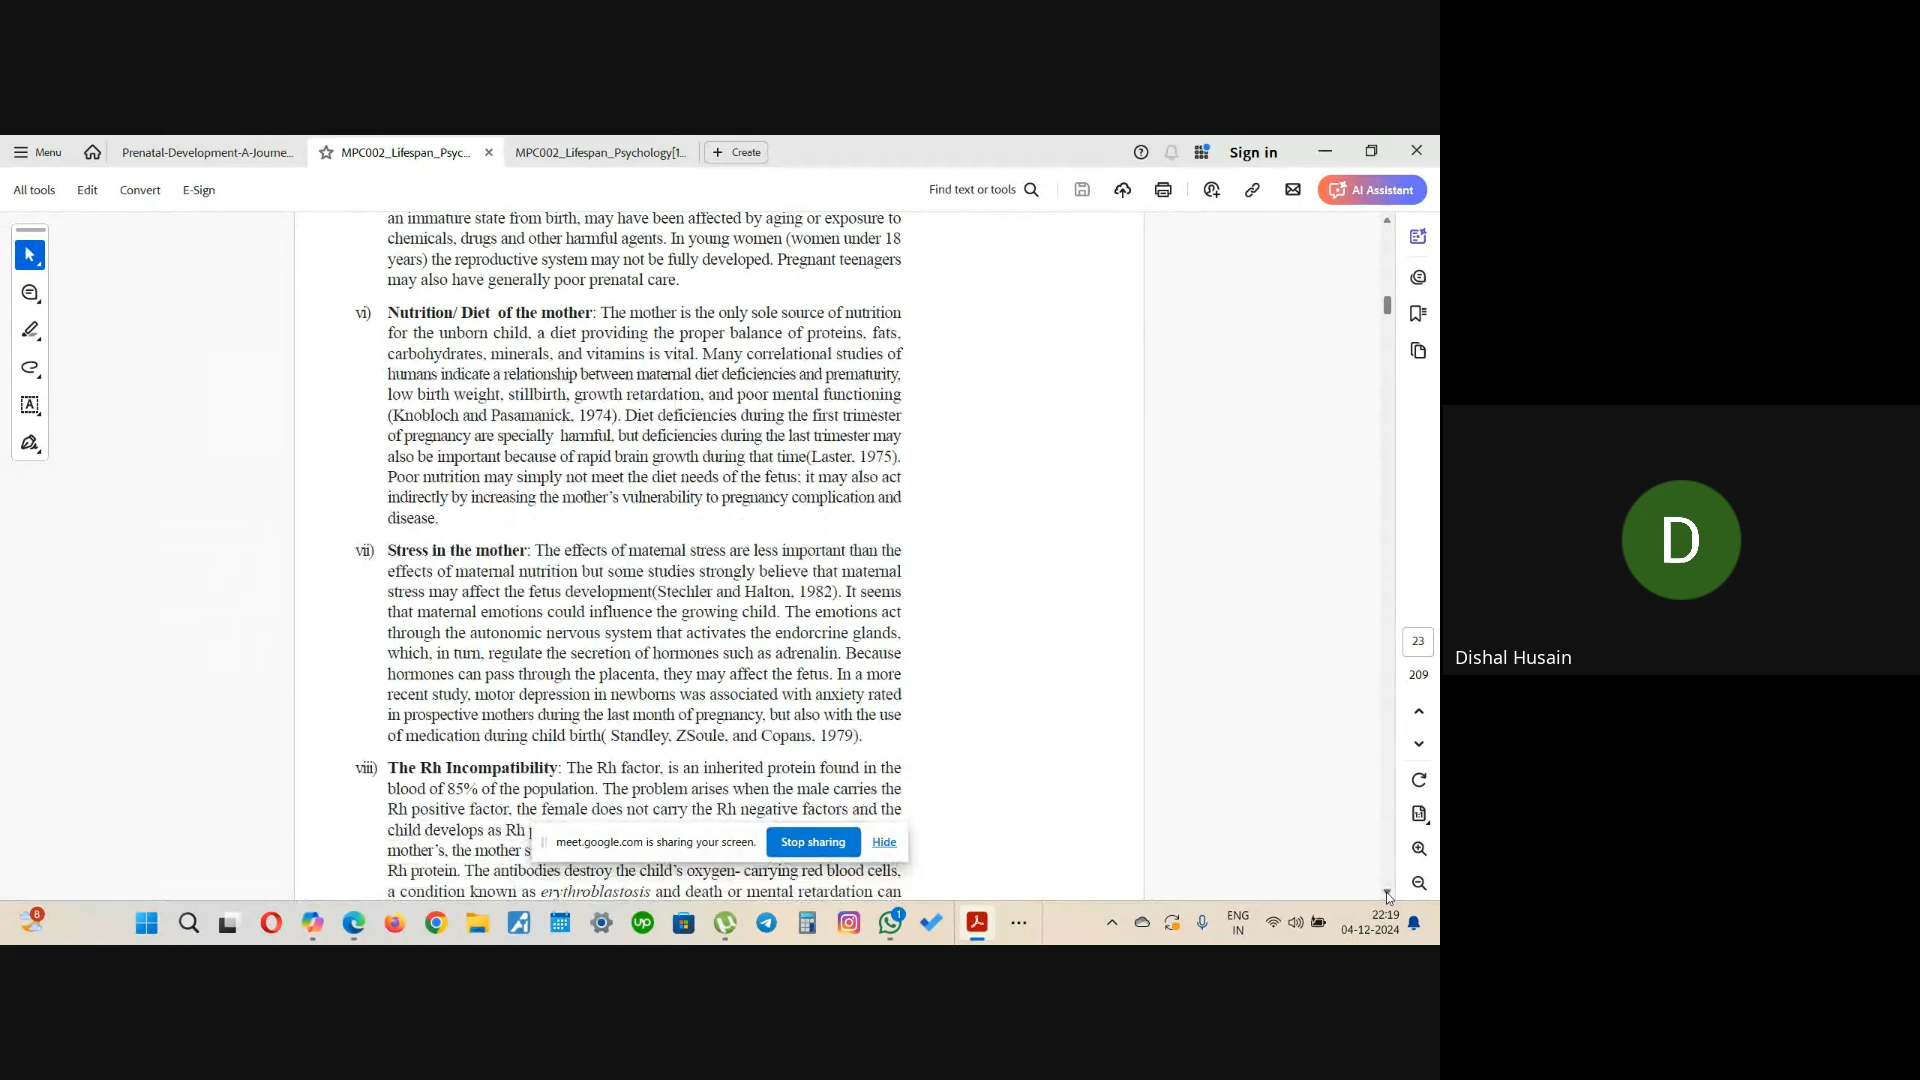 Menu
Prenatal-Development-A-Journe...
MPC002_Lifespan_Psyc...
MPC002_Lifespan_Psychology[1...
Create
Sign in
All tools
Edit
Convert
E-Sign
Find text or tools
AI Assistant
an immature state from birth, may have been affected by aging or exposure to
chemicals, drugs and other harmful agents. In young women (women under 18
years) the reproductive system may not be fully developed. Pregnant teenagers
may also have generally poor prenatal care.
vi) Nutrition/ Diet of the mother: The mother is the only sole source of nutrition
for the unborn child, a diet providing the proper balance of proteins, fats,
carbohydrates, minerals, and vitamins is vital. Many correlational studies of
humans indicate a relationship between maternal diet deficiencies and prematurity,
low birth weight, stillbirth, growth retardation, and poor mental functioning
(Knobloch and Pasamanick, 1974). Diet deficiencies during the first trimester
of pregnancy are specially harmful, but deficiencies during the last trimester may
also be important because of rapid brain growth during that time(Laster, 1975).
Poor nutrition may simply not meet the diet needs of the fetus; it may also act
indirectly by increasing the mother's vulnerability to pregnancy complication and
disease.
vii) Stress in the mother: The effects of maternal stress are less important than the
effects of maternal nutrition but some studies strongly believe that maternal
stress may affect the fetus development(Stechler and Halton, 1982). It seems
that maternal emotions could influence the growing child. The emotions act
through the autonomic nervous system that activates the endorcrine glands,
which, in turn, regulate the secretion of hormones such as adrenalin. Because
hormones can pass through the placenta, they may affect the fetus. In a more
recent study, motor depression in newborns was associated with anxiety rated
in prospective mothers during the last month of pregnancy, but also with the use
of medication during child birth( Standley, ZSoule, and Copans, 1979).
viii) The Rh Incompatibility: The Rh factor, is an inherited protein found in the
blood of 85% of the population. The problem arises when the male carries the
Rh positive factor, the female does not carry the Rh negative factors and the
child develops as Rh
mother's, the mother
Rh protein. The antibodies destroy the child's oxygen- carrying red blood cells,
a condition known as erythroblastosis and death or mental retardation can
meet.google.com is sharing your screen.
Stop sharing
Hide
23
209
D
Dishal Husain
8
up
1
ENG
IN
22:19
04-12-2024